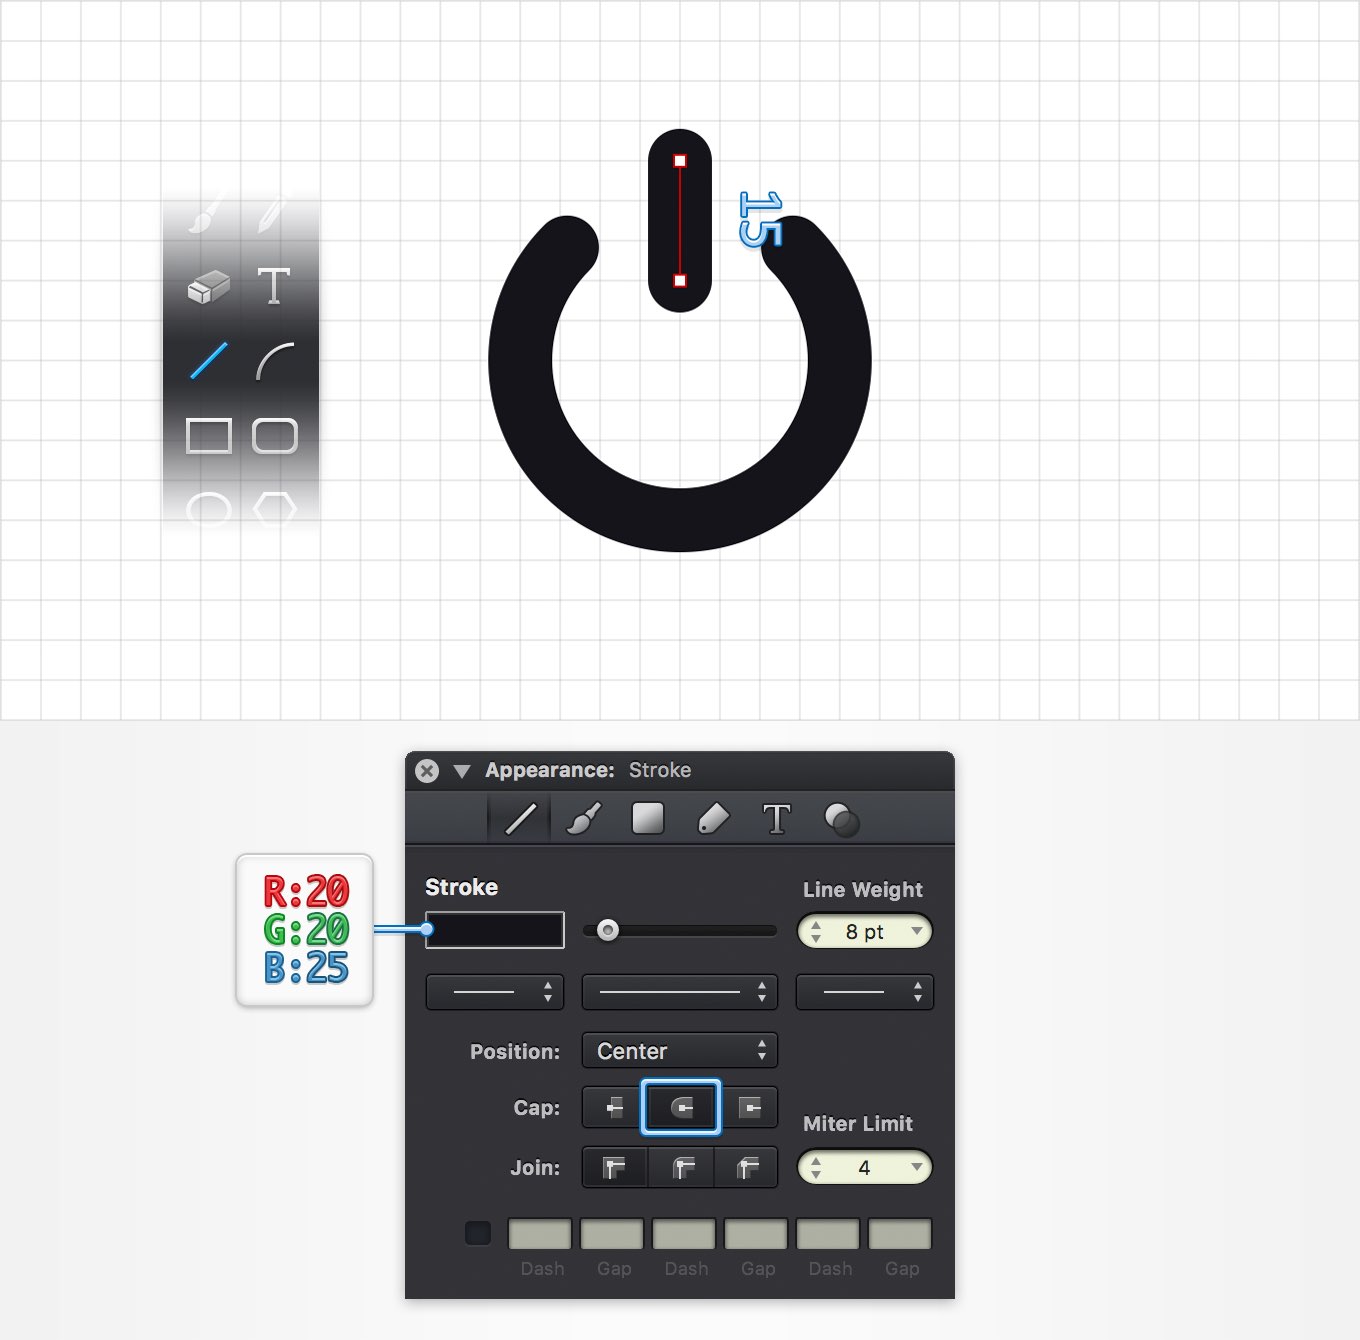 15
T
Appearance: Stroke
T
R:20
G:20
B:25
Stroke
Line Weight
8 pt
Position:
Center
Cap:
Miter Limit
Join:
4
Dash Gap Dash Gap Dash Gap